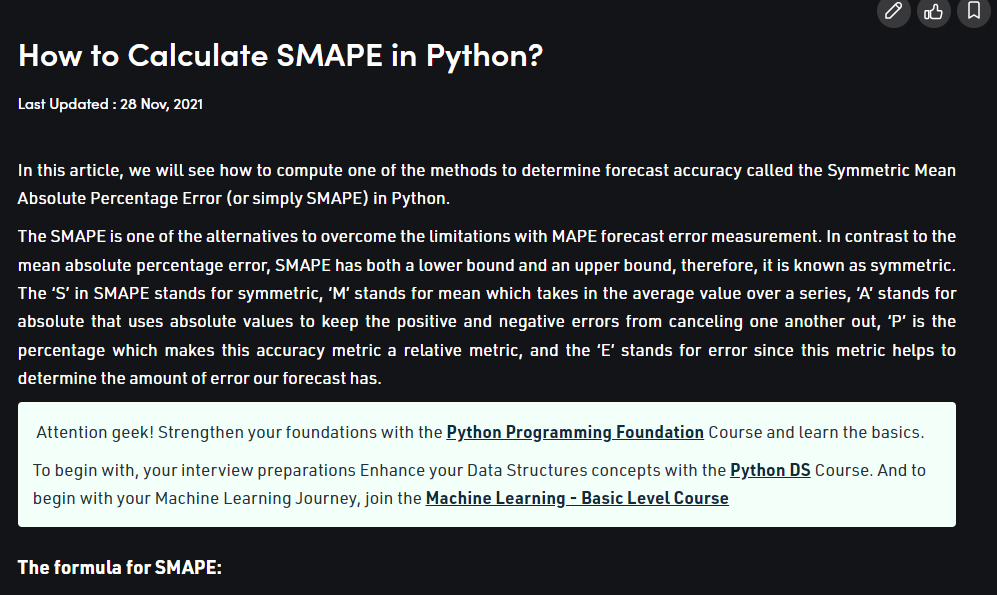 How to Calculate SMAPE in Python?
Last Updated : 28 Nov, 2021
In this article, we will see how to compute one of the methods to determine forecast accuracy called the Symmetric Mean
Absolute Percentage Error (or simply SMAPE) in Python.
The SMAPE is one of the alternatives to overcome the limitations with MAPE forecast error measurement. In contrast to the
mean absolute percentage error, SMAPE has both a lower bound and an upper bound, therefore, it is known as symmetric.
The ‘S’ in SMAPE stands for symmetric, ‘M’ stands for mean which takes in the average value over a series, ‘A’ stands for
absolute that uses absolute values to keep the positive and negative errors from canceling one another out, ‘P’ is the
percentage which makes this accuracy metric a relative metric, and the ‘E’ stands for error since this metric helps to
determine the amount of error our forecast has.
Attention geek! Strengthen your foundations with the Python Programming Foundation Course and learn the basics.
To begin with, your interview preparations Enhance your Data Structures concepts with the Python DS Course. And to
begin with your Machine Learning Journey, join the Machine Learning - Basic Level Course
The formula for SMAPE: